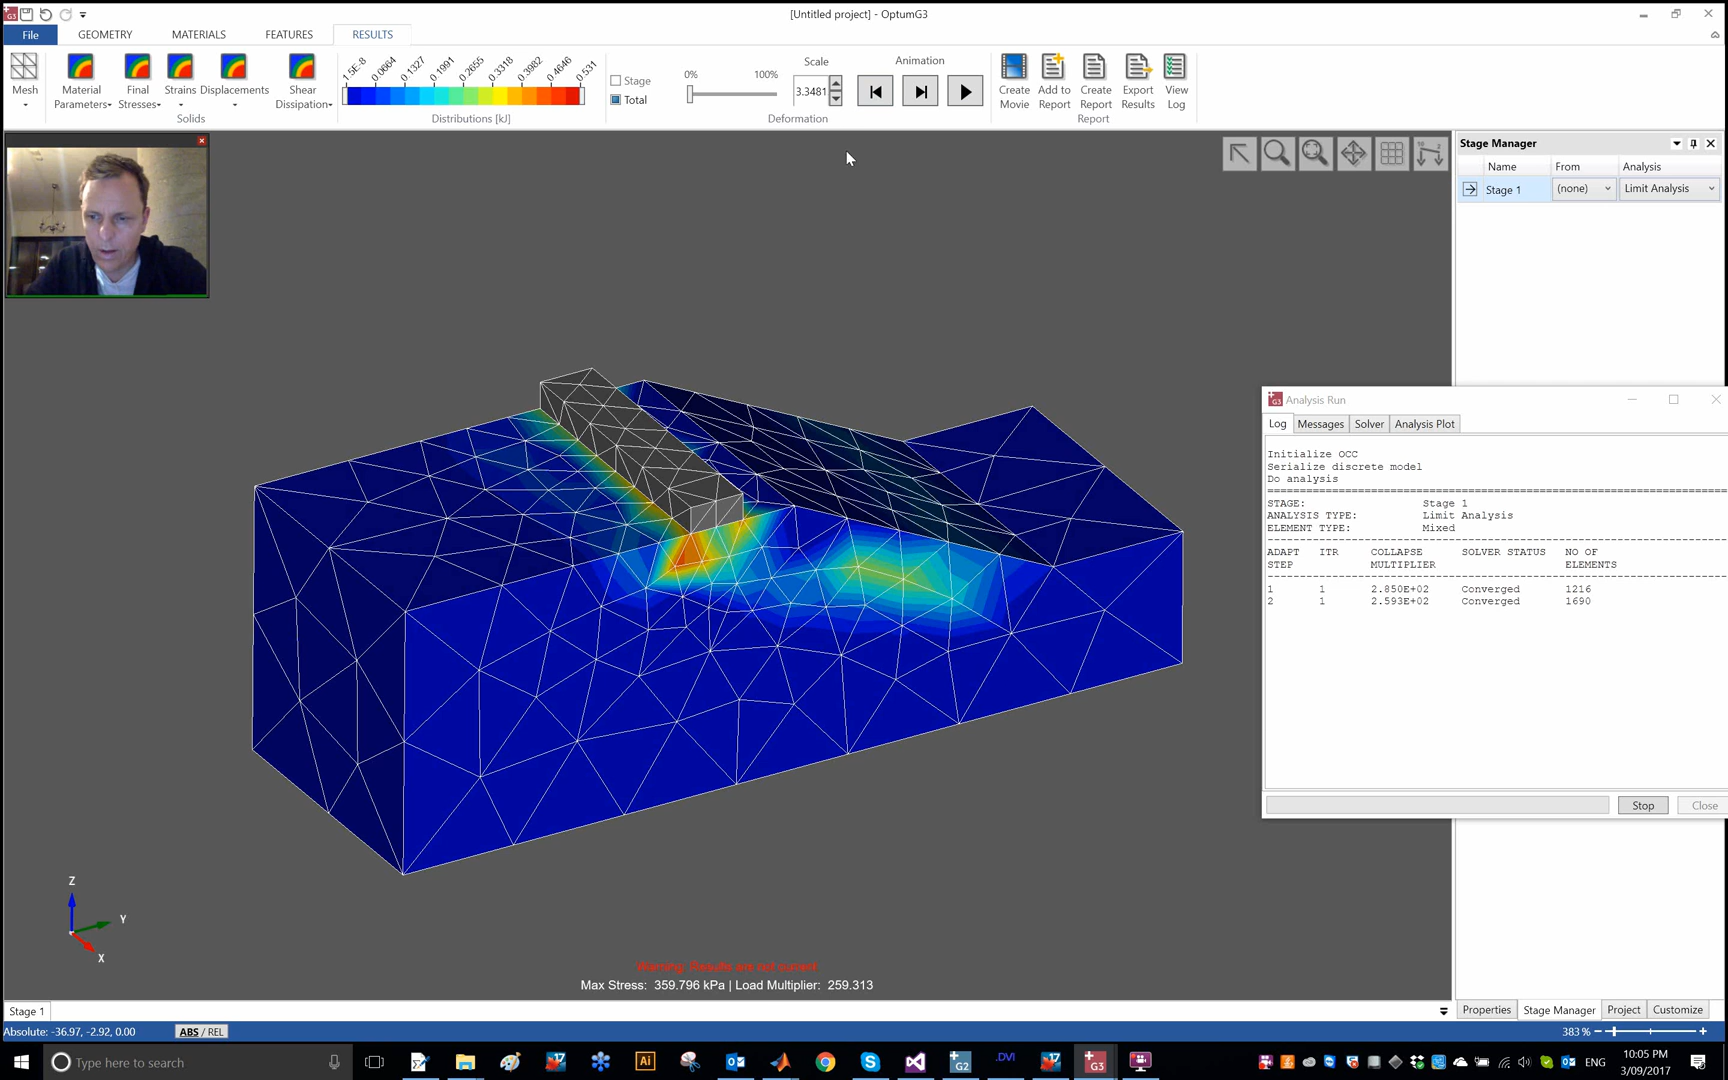 [Untitled project] - OptumG3
File GEOMETRY MATERIALS FEATURES RESULTS
Mesh
Material Parameters
Final Stresses
Strains
Displacements
Shear Dissipation
Solids
1.5E-8 0.0664 0.1327 0.1991 0.2655 0.3318 0.3982 0.4646 0.531
Distributions [kJ]
Stage
Total
0% 100%
Scale
3.3481
Animation
Deformation
Create Movie
Add to Report
Create Report
Export Results
View Log
Report
Stage Manager
Name From Analysis
Stage 1 (none) Limit Analysis
G3 Analysis Run
Log Messages Solver Analysis Plot
Initialize OCC
Serialize discrete model
Do analysis
STAGE: Stage 1
ANALYSIS TYPE: Limit Analysis
ELEMENT TYPE: Mixed
ADAPT ITR COLLAPSE SOLVER STATUS NO OF
STEP MULTIPLIER ELEMENTS
1 1 2.850E+02 Converged 1216
2 1 2.593E+02 Converged 1690
Stop Close
Z
Y
X
Warning: Results are not current
Max Stress: 359.796 kPa | Load Multiplier: 259.313
Stage 1
Properties Stage Manager Project Customize
Absolute: -36.97, -2.92, 0.00 ABS / REL 383 %
Type here to search
17 Ai G2 .DVI 17 G3
ENG
10:05 PM
3/09/2017